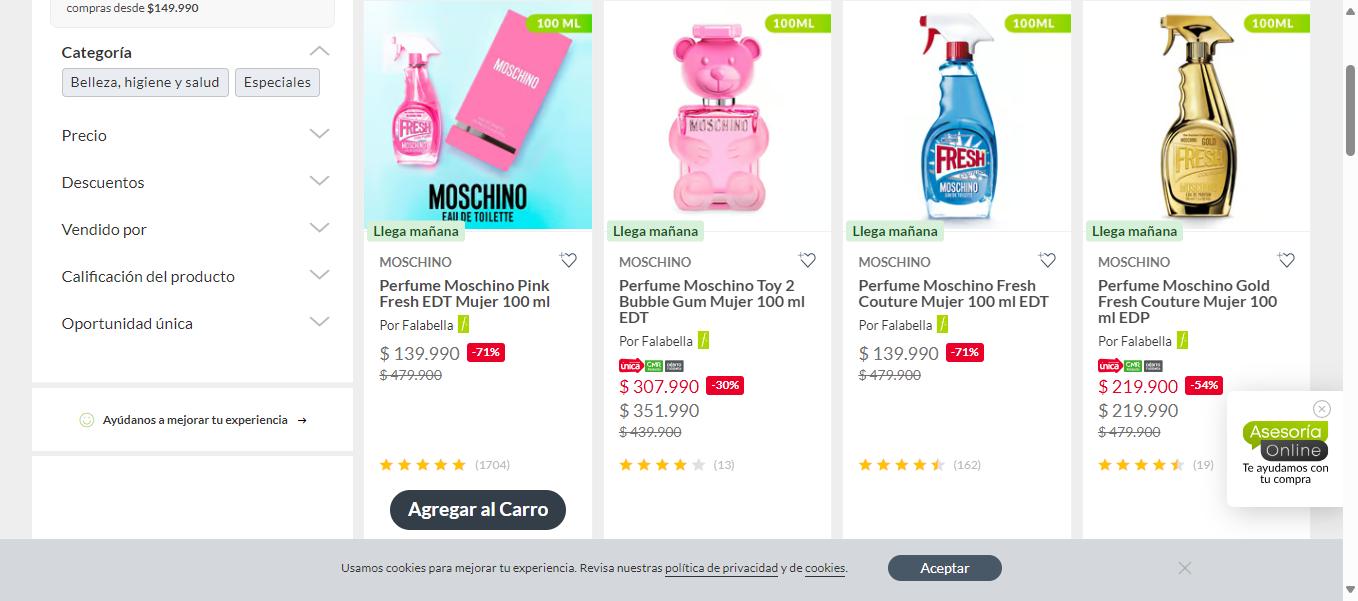 compras desde $149.990
Categoría
Belleza, higiene y salud
Especiales
Precio
Descuentos
Vendido por
Calificación del producto
Oportunidad única
Ayúdanos a mejorar tu experiencia →
100 ML
MOSCHINO
FRESH
MOSCHINO
MOSCHINO
EAU DE TOILETTE
Llega mañana
MOSCHINO
Perfume Moschino Pink
Fresh EDT Mujer 100 ml
Por Falabella
$ 139.990 -71%
$ 479.900
(1704)
Agregar al Carro
100ML
MOSCHINO
Llega mañana
MOSCHINO
Perfume Moschino Toy 2
Bubble Gum Mujer 100 ml
EDT
Por Falabella
única CMR
$ 307.990 -30%
$ 351.990
$ 439.900
(13)
100ML
FRESH
COUTURE
MOSCHINO
Llega mañana
MOSCHINO
Perfume Moschino Fresh
Couture Mujer 100 ml EDT
Por Falabella
$ 139.990 -71%
$ 479.900
(162)
100ML
MOSCHINO GOLD
FRESH
MOSCHINO
Llega mañana
MOSCHINO
Perfume Moschino Gold
Fresh Couture Mujer 100
ml EDP
Por Falabella
única CMR
$ 219.900 -54%
$ 219.990
$ 479.900
(19)
Asesoría
Online
Te ayudamos con
tu compra
Usamos cookies para mejorar tu experiencia. Revisa nuestras política de privacidad y de cookies.
Aceptar